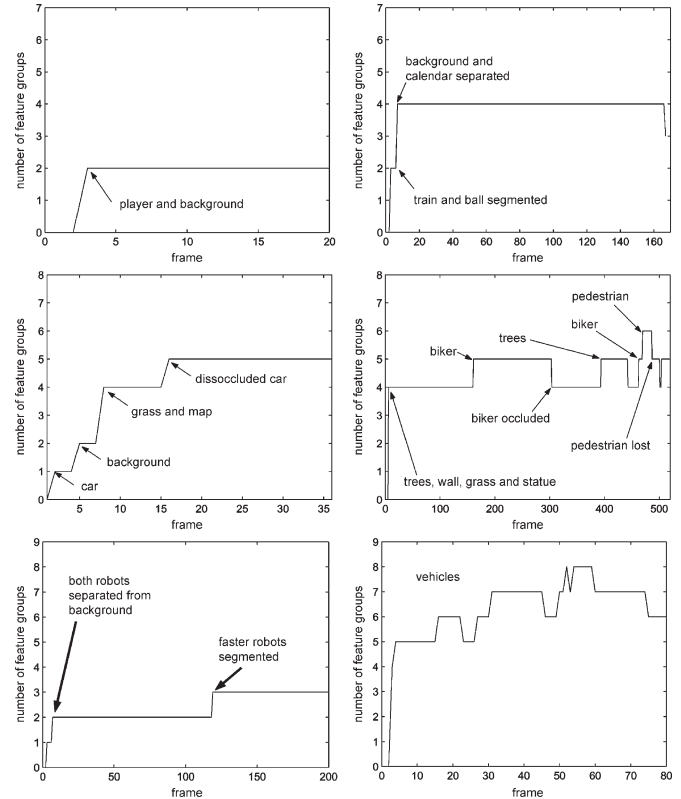 7
6
5
4
3
2
1
0
number of feature groups
player and background
0 5 10 15 20
frame
7
6
5
4
3
2
1
0
number of feature groups
background and
calendar separated
train and ball segmented
0 20 40 60 80 100 120 140 160
frame
8
7
6
5
4
3
2
1
0
number of feature groups
dissoccluded car
grass and map
background
car
5 10 15 20 25 30 35
frame
8
7
6
5
4
3
2
1
0
number of feature groups
pedestrian
biker
trees
biker
biker occluded
pedestrian lost
trees, wall, grass and statue
0 100 200 300 400 500
frame
9
8
7
6
5
4
3
2
1
0
number of feature groups
both robots
separated from
background
faster robots
segmented
0 50 100 150 200
frame
9
8
7
6
5
4
3
2
1
0
number of feature groups
vehicles
0 10 20 30 40 50 60 70 80
frame